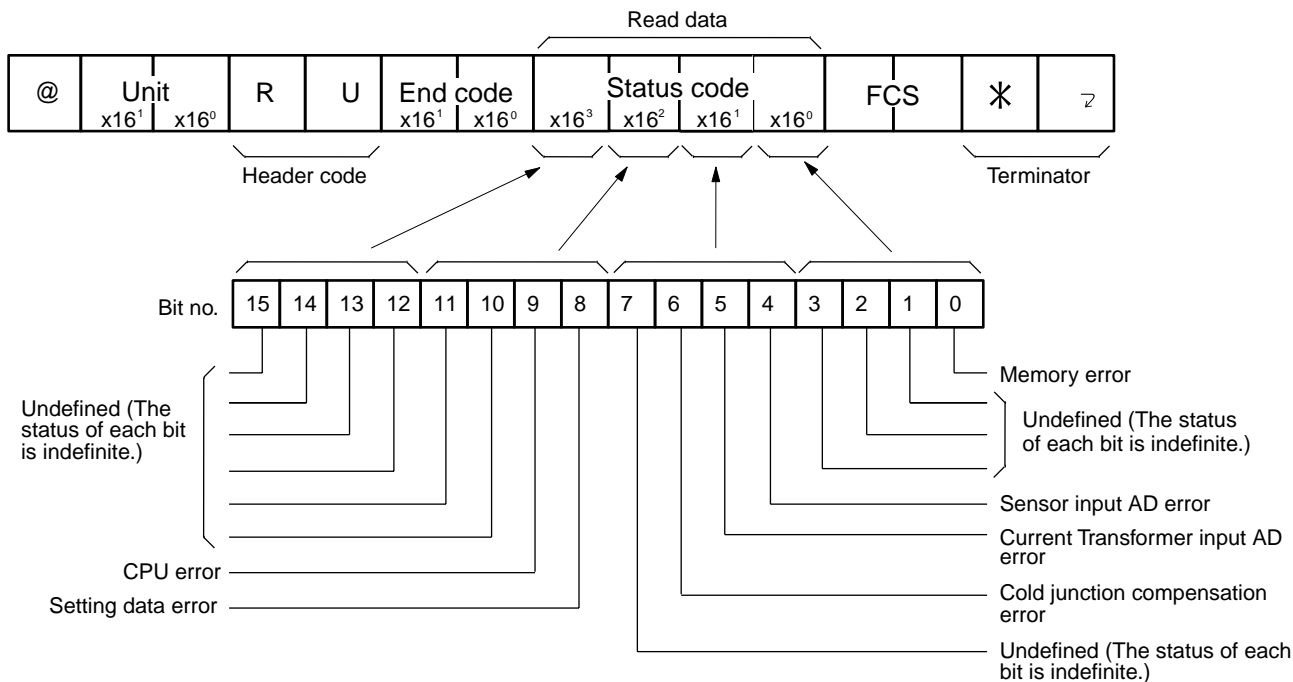 Read data
@ Unit R U End code Status code FCS * ↵
x16¹ x16⁰ x16¹ x16⁰ x16³ x16² x16¹ x16⁰
Header code Terminator
Bit no. 15 14 13 12 11 10 9 8 7 6 5 4 3 2 1 0
Undefined (The
status of each bit
is indefinite.)
CPU error
Setting data error
Memory error
Undefined (The status
of each bit is indefinite.)
Sensor input AD error
Current Transformer input AD
error
Cold junction compensation
error
Undefined (The status of each
bit is indefinite.)